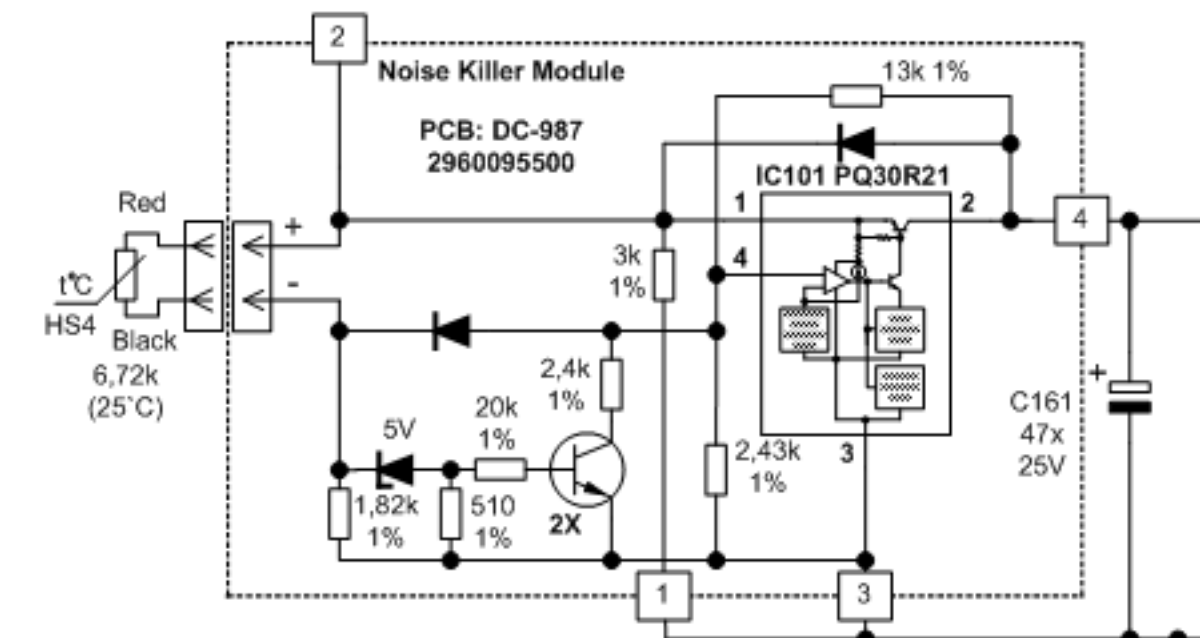 2
Noise Killer Module
13k 1%
PCB: DC-987
2960095500
IC101 PQ30R21
Red
1
2
4
+
3k
1%
4
-
t°C
HS4
Black
6,72k
(25`C)
2,4k
1%
20k
1%
5V
+
C161
47x
25V
2,43k
1%
3
1,82k
1%
510
1%
2X
1
3